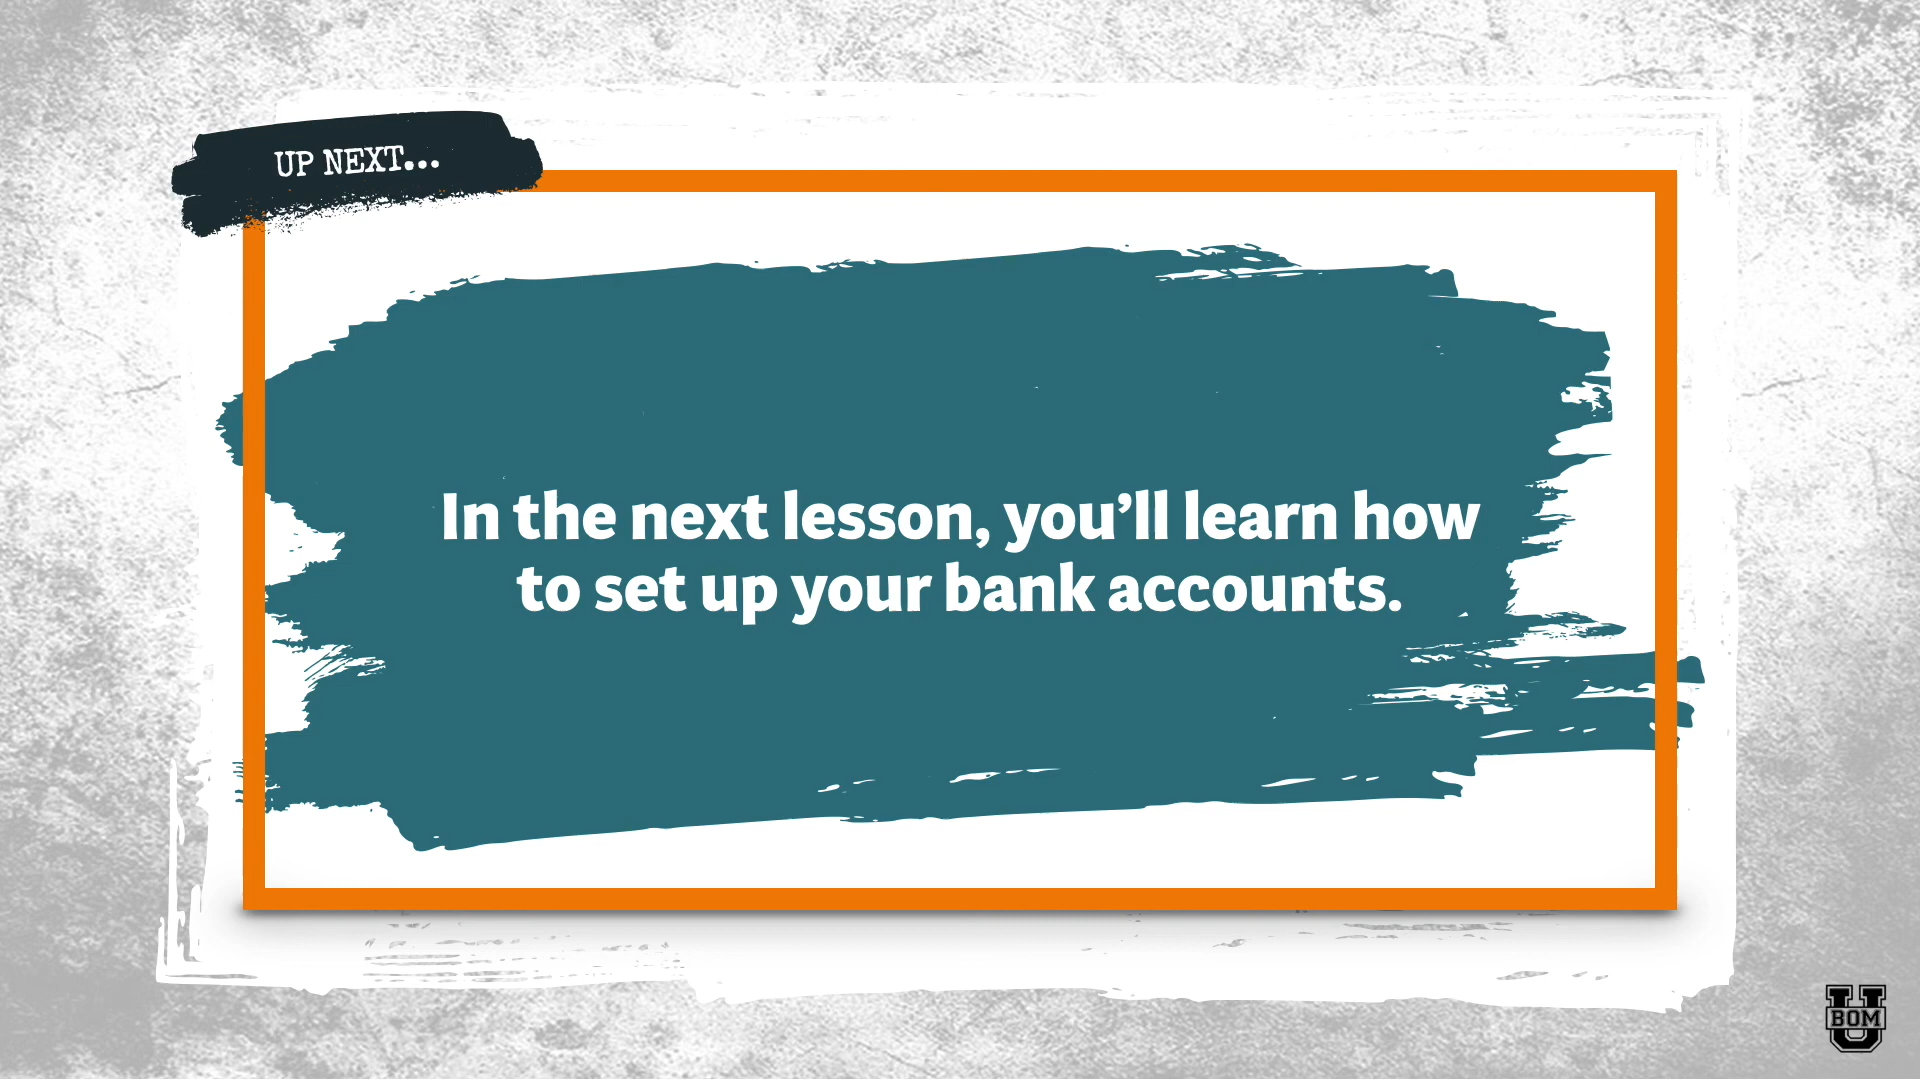 UP NEXT...
In the next lesson, you’ll learn how
to set up your bank accounts.
U
BOM